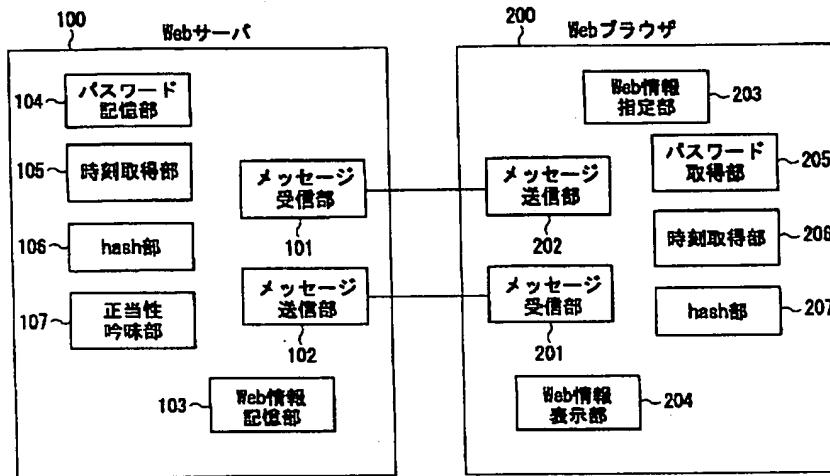 100
Webサーバ
200
Webブラウザ
104
パスワード
記憶部
105
時刻取得部
106
hash部
107
正当性
吟味部
メッセージ
受信部
101
メッセージ
送信部
102
103
Web情報
記憶部
Web情報
指定部
203
パスワード
取得部
205
メッセージ
送信部
202
時刻取得部
206
メッセージ
受信部
201
hash部
207
Web情報
表示部
204